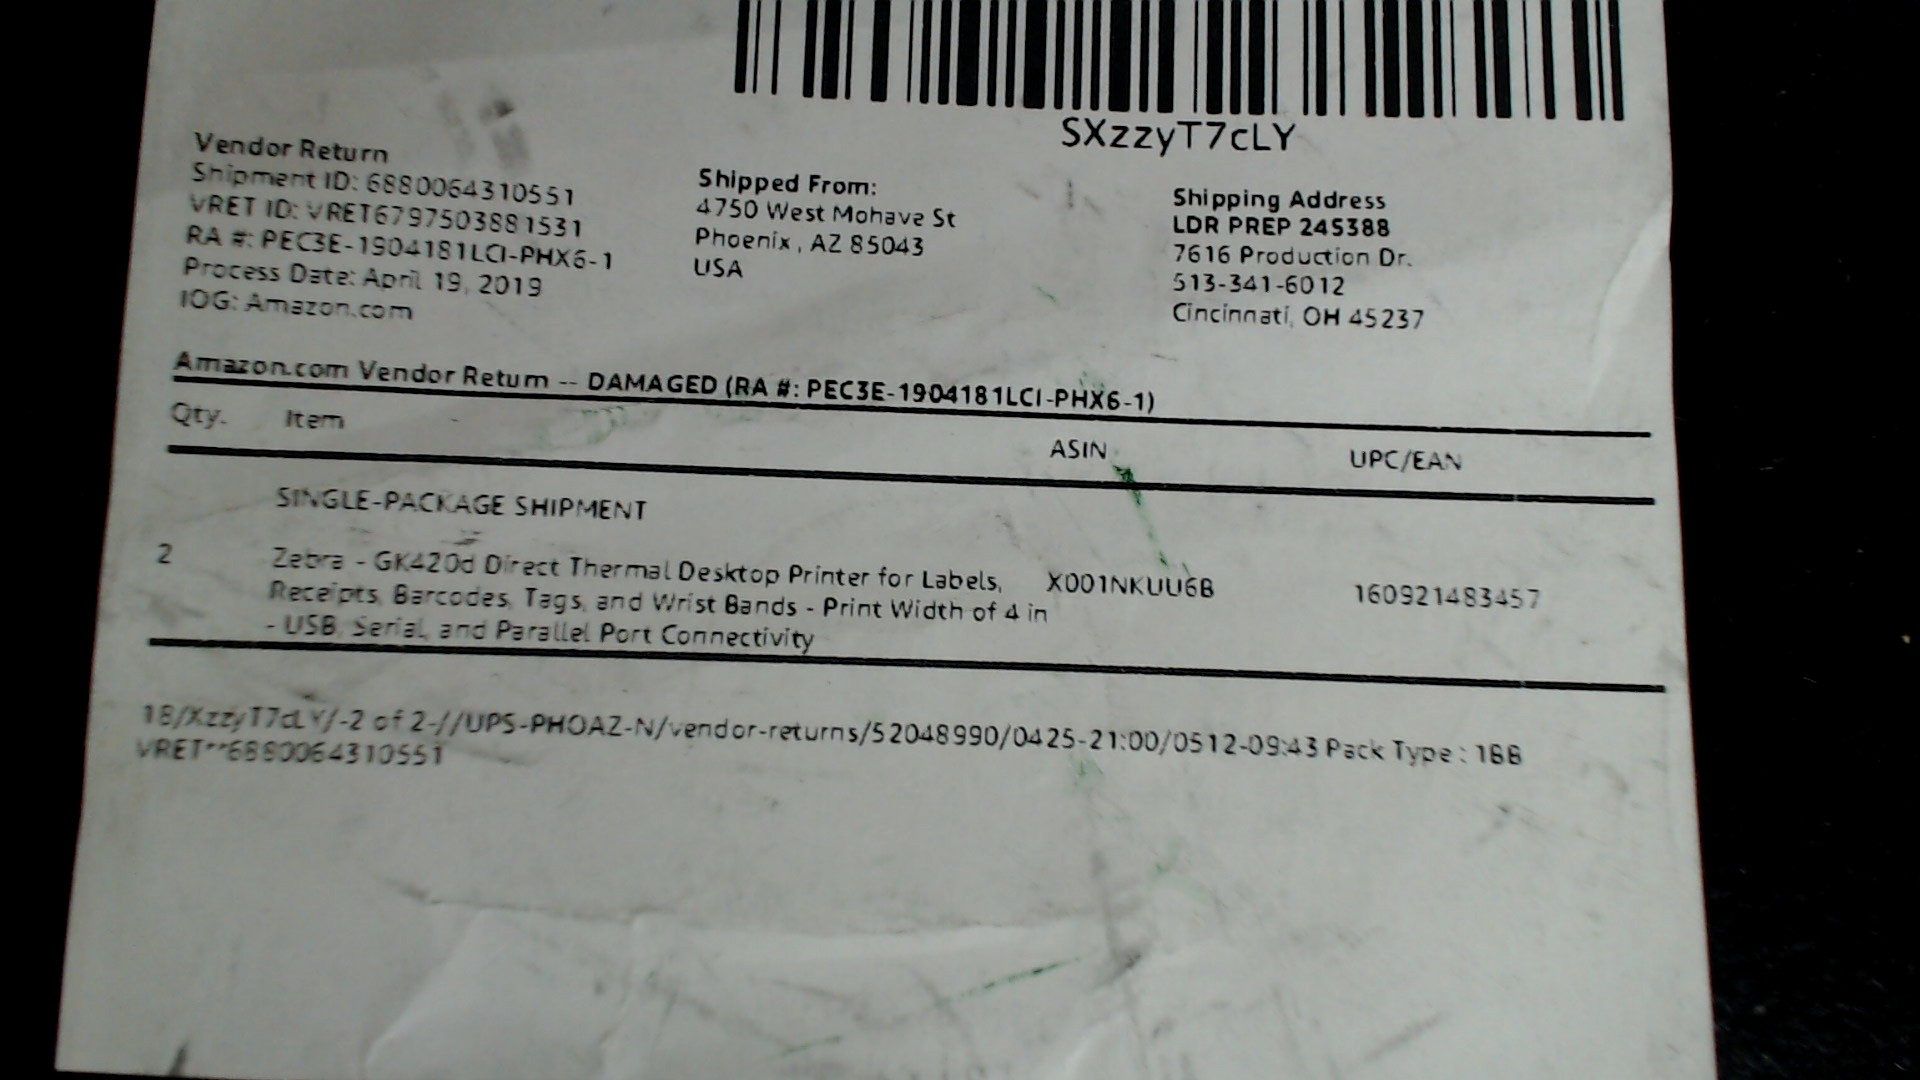 SXzzyT7cLY
Vendor Return
Shipment ID: 6880064310551
VRET ID: VRET6797503881531
RA #: PEC3E-1904181LCI-PHX6-1
Process Date: April 19, 2019
IOG: Amazon.com
Shipped From:
4750 West Mohave St
Phoenix, AZ 85043
USA
Shipping Address
LDR PREP 245388
7616 Production Dr.
513-341-6012
Cincinnati, OH 45237
Amazon.com Vendor Return -- DAMAGED (RA #: PEC3E-1904181LCI-PHX6-1)
Qty. Item ASIN UPC/EAN
SINGLE-PACKAGE SHIPMENT
2 Zebra - GK420d Direct Thermal Desktop Printer for Labels, X001NKUU6B 160921483457
Receipts, Barcodes, Tags, and Wrist Bands - Print Width of 4 in
- USB, Serial, and Parallel Port Connectivity
18/XzzyT7cLY/-2 of 2-//UPS-PHOAZ-N/vendor-returns/52048990/0425-21:00/0512-09:43 Pack Type :
VRET**6880064310551